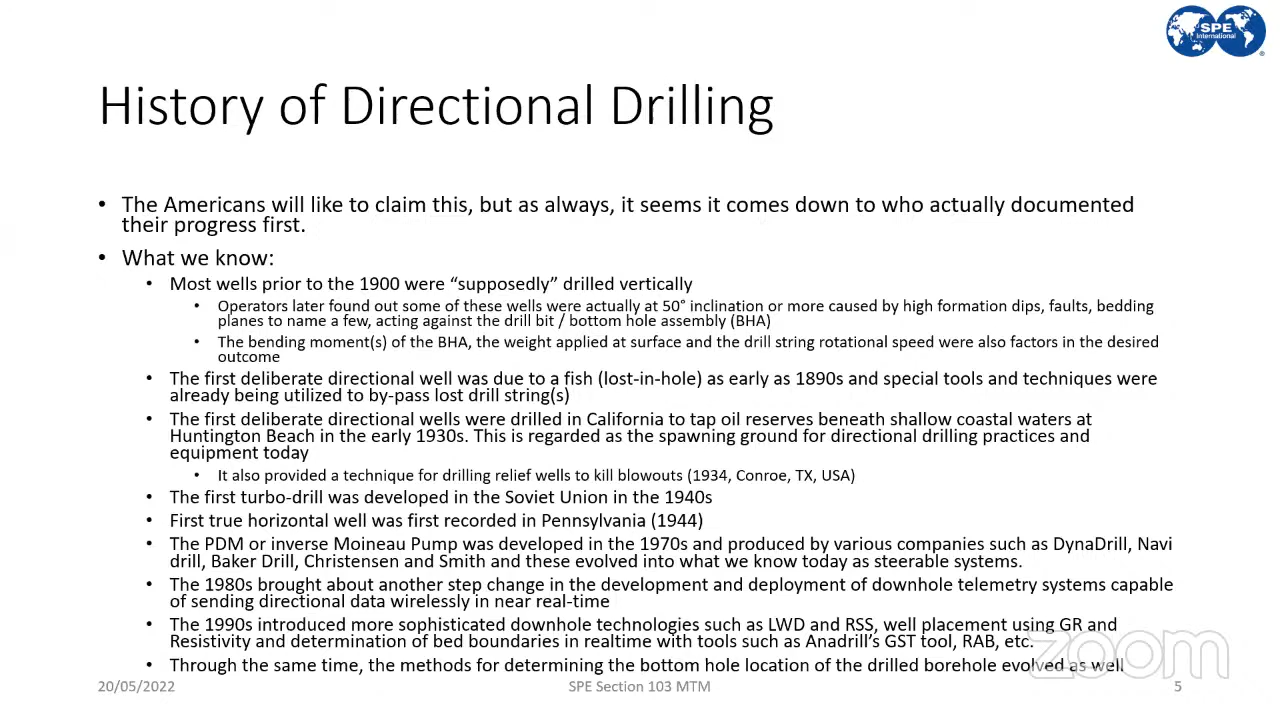 SPE
International
History of Directional Drilling
• The Americans will like to claim this, but as always, it seems it comes down to who actually documented
their progress first.
• What we know:
• Most wells prior to the 1900 were “supposedly” drilled vertically
• Operators later found out some of these wells were actually at 50° inclination or more caused by high formation dips, faults, bedding
planes to name a few, acting against the drill bit / bottom hole assembly (BHA)
• The bending moment(s) of the BHA, the weight applied at surface and the drill string rotational speed were also factors in the desired
outcome
• The first deliberate directional well was due to a fish (lost-in-hole) as early as 1890s and special tools and techniques were
already being utilized to by-pass lost drill string(s)
• The first deliberate directional wells were drilled in California to tap oil reserves beneath shallow coastal waters at
Huntington Beach in the early 1930s. This is regarded as the spawning ground for directional drilling practices and
equipment today
• It also provided a technique for drilling relief wells to kill blowouts (1934, Conroe, TX, USA)
• The first turbo-drill was developed in the Soviet Union in the 1940s
• First true horizontal well was first recorded in Pennsylvania (1944)
• The PDM or inverse Moineau Pump was developed in the 1970s and produced by various companies such as DynaDrill, Navi
drill, Baker Drill, Christensen and Smith and these evolved into what we know today as steerable systems.
• The 1980s brought about another step change in the development and deployment of downhole telemetry systems capable
of sending directional data wirelessly in near real-time
• The 1990s introduced more sophisticated downhole technologies such as LWD and RSS, well placement using GR and
Resistivity and determination of bed boundaries in realtime with tools such as Anadrill’s GST tool, RAB, etc.
• Through the same time, the methods for determining the bottom hole location of the drilled borehole evolved as well
zoom
20/05/2022
SPE Section 103 MTM
5